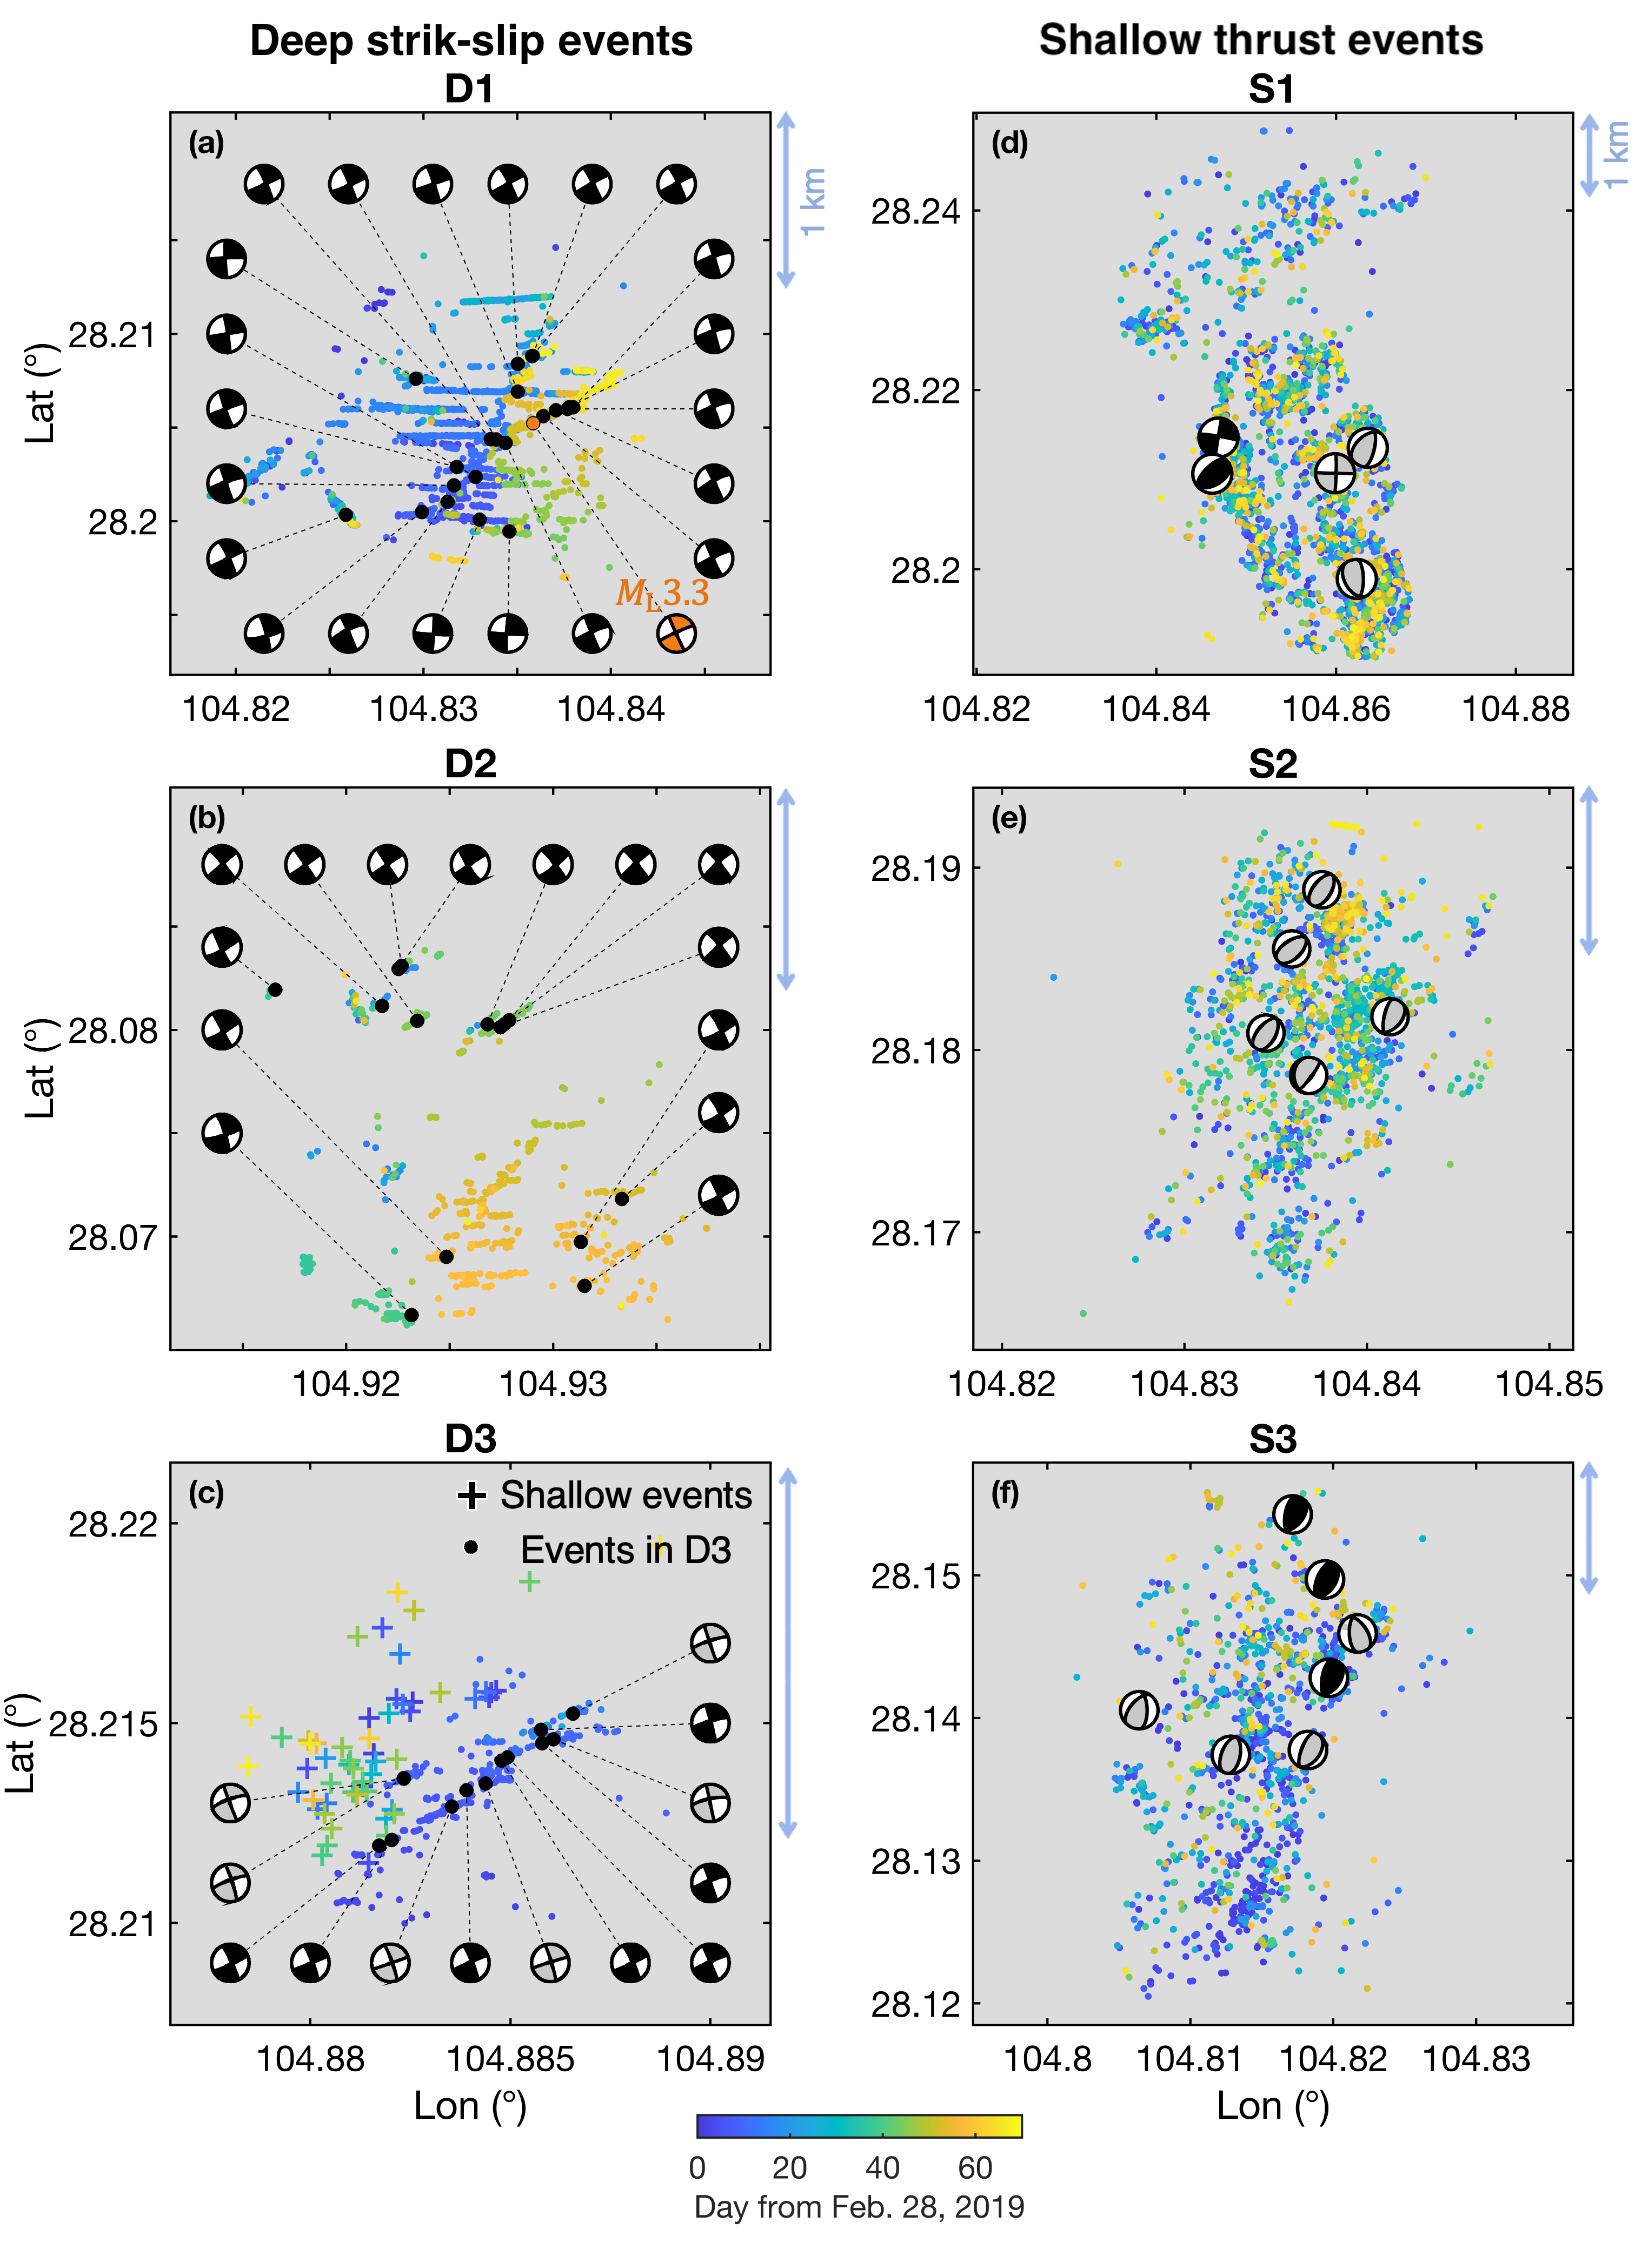 Deep strik-slip events
Shallow thrust events
D1
S1
(a)
(d)
1 km
1 km
Lat (°)
28.21
28.2
28.24
28.22
28.2
M_L3.3
104.82 104.83 104.84
104.82 104.84 104.86 104.88
D2
S2
(b)
(e)
Lat (°)
28.08
28.07
28.19
28.18
28.17
104.92 104.93
104.82 104.83 104.84 104.85
D3
S3
(c)
(f)
Shallow events
Events in D3
Lat (°)
28.22
28.215
28.21
28.15
28.14
28.13
28.12
104.88 104.885 104.89
104.8 104.81 104.82 104.83
Lon (°)
Lon (°)
0 20 40 60
Day from Feb. 28, 2019